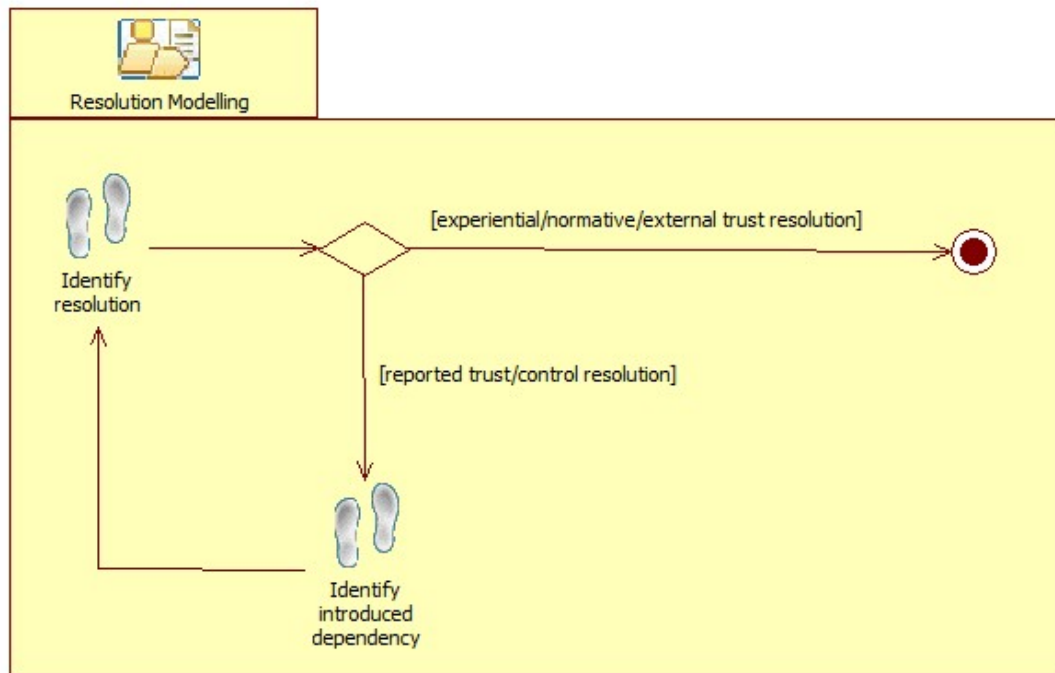 Resolution Modelling
[experiential/normative/external trust resolution]
Identify
resolution
[reported trust/control resolution]
Identify
introduced
dependency